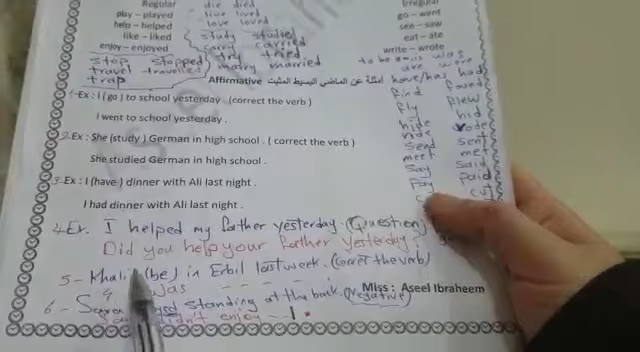 Regular
die died
Irregular
play – played
live lived
go – went
help – helped
love loved
see – saw
like – liked
study studied
eat – ate
enjoy – enjoyed
carry carried
write – wrote
stop stopped
try tried
to be was
travel travelled
marry married
are were
trap
Affirmative امثلة عن الماضي البسيط المثبت
have/has had
1-Ex : I (go) to school yesterday . (correct the verb )
find
I went to school yesterday .
fly flew
hide hid
2-Ex : She (study) German in high school . ( correct the verb )
ride rode
send sent
She studied German in high school .
meet met
say said
3-Ex : I (have) dinner with Ali last night .
pay paid
I had dinner with Ali last night .
cut
4-Ex. I helped my father yesterday. (Question)
Did you help your father yesterday?
5- (be) in Erbil last week. (correct the verb)
was
Miss : Aseel Ibraheem
6- standing at the back. (Negative)
didn't enjoy